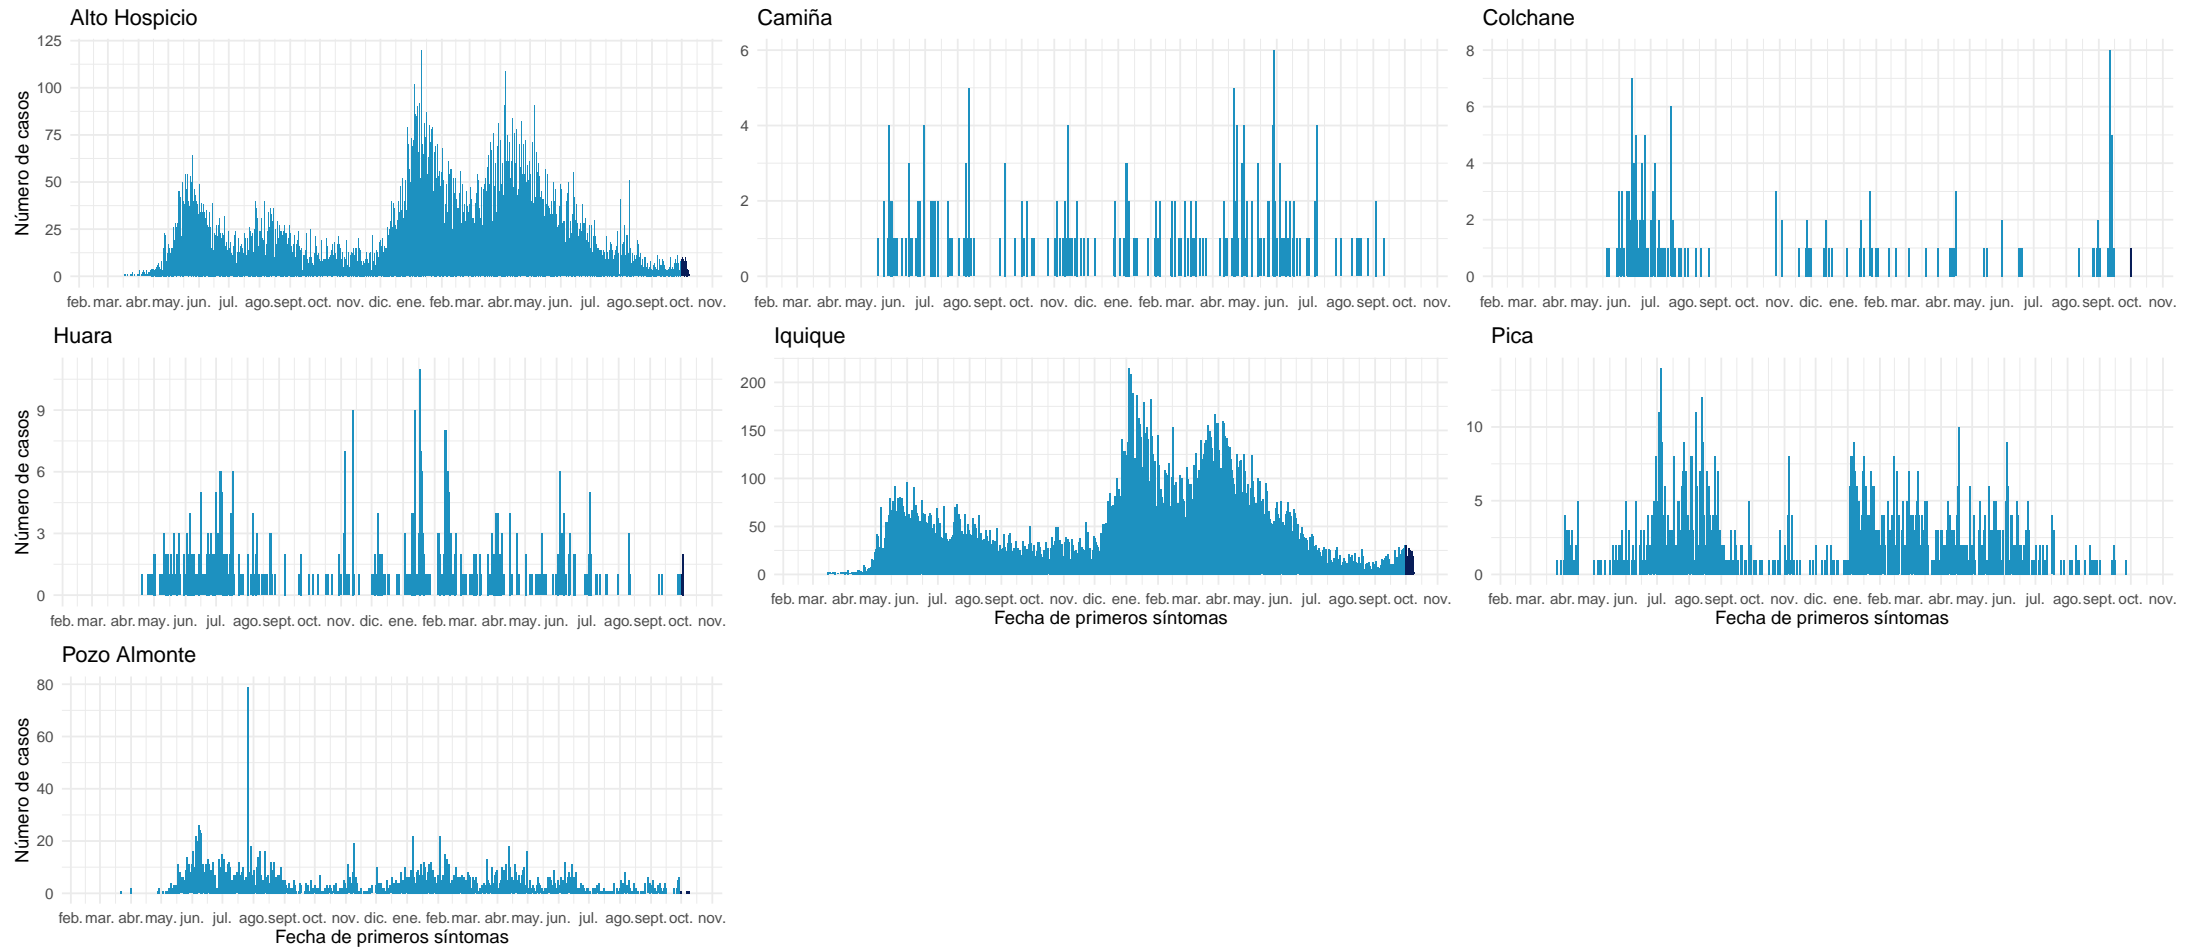 Alto Hospicio
Número de casos
125
100
75
50
25
0
feb. mar. abr. may. jun. jul. ago. sept. oct. nov. dic. ene. feb. mar. abr. may. jun. jul. ago. sept. oct. nov.
Camiña
6
4
2
0
feb. mar. abr. may. jun. jul. ago. sept. oct. nov. dic. ene. feb. mar. abr. may. jun. jul. ago. sept. oct. nov.
Colchane
8
6
4
2
0
feb. mar. abr. may. jun. jul. ago. sept. oct. nov. dic. ene. feb. mar. abr. may. jun. jul. ago. sept. oct. nov.
Huara
Número de casos
9
6
3
0
feb. mar. abr. may. jun. jul. ago. sept. oct. nov. dic. ene. feb. mar. abr. may. jun. jul. ago. sept. oct. nov.
Iquique
200
150
100
50
0
feb. mar. abr. may. jun. jul. ago. sept. oct. nov. dic. ene. feb. mar. abr. may. jun. jul. ago. sept. oct. nov.
Fecha de primeros síntomas
Pica
10
5
0
feb. mar. abr. may. jun. jul. ago. sept. oct. nov. dic. ene. feb. mar. abr. may. jun. jul. ago. sept. oct. nov.
Fecha de primeros síntomas
Pozo Almonte
Número de casos
80
60
40
20
0
feb. mar. abr. may. jun. jul. ago. sept. oct. nov. dic. ene. feb. mar. abr. may. jun. jul. ago. sept. oct. nov.
Fecha de primeros síntomas